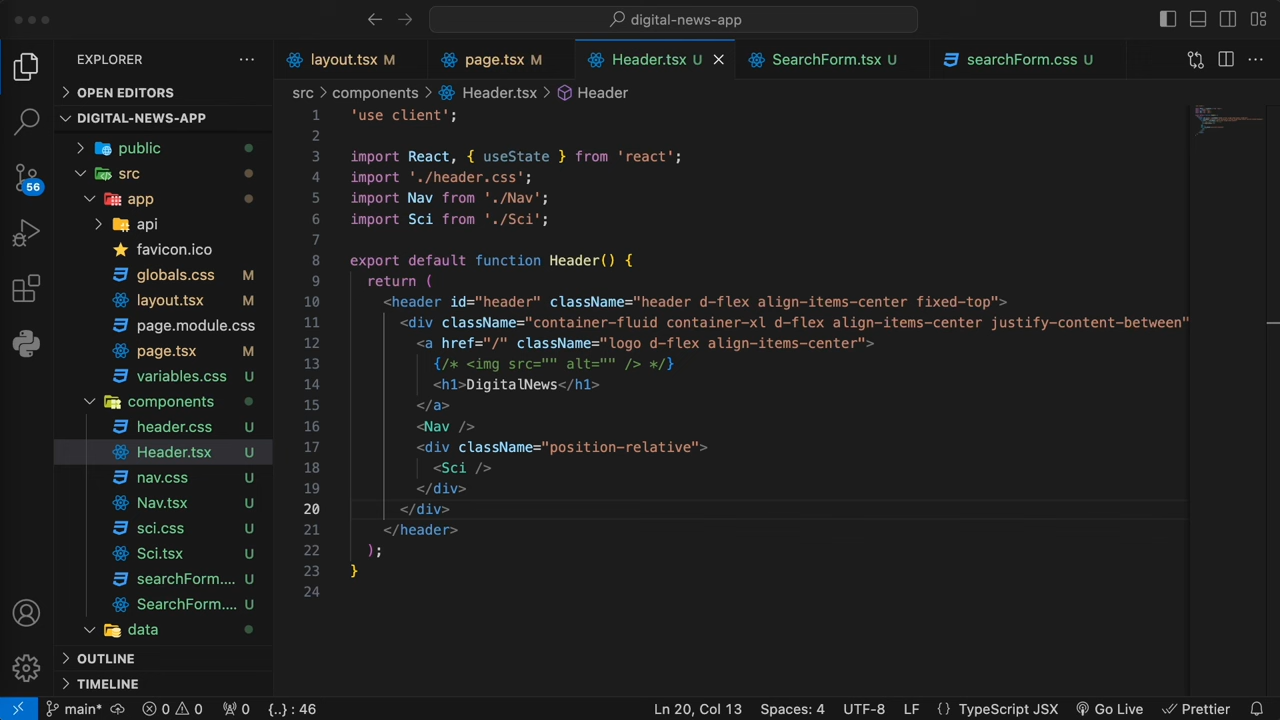 digital-news-app
EXPLORER
layout.tsx M
page.tsx M
Header.tsx U
SearchForm.tsx U
searchForm.css U
OPEN EDITORS
DIGITAL-NEWS-APP
public
src
app
api
favicon.ico
globals.css M
layout.tsx M
page.module.css
page.tsx M
variables.css U
components
header.css U
Header.tsx U
nav.css U
Nav.tsx U
sci.css U
Sci.tsx U
searchForm.... U
SearchForm.... U
data
OUTLINE
TIMELINE
56
src > components > Header.tsx > Header
1 'use client';
2
3 import React, { useState } from 'react';
4 import './header.css';
5 import Nav from './Nav';
6 import Sci from './Sci';
7
8 export default function Header() {
9 return (
10 <header id="header" className="header d-flex align-items-center fixed-top">
11 <div className="container-fluid container-xl d-flex align-items-center justify-content-between"
12 <a href="/" className="logo d-flex align-items-center">
13 {/* <img src="" alt="" /> */}
14 <h1>DigitalNews</h1>
15 </a>
16 <Nav />
17 <div className="position-relative">
18 <Sci />
19 </div>
20 </div>
21 </header>
22 );
23 }
24
main* 0 0 0 {..} : 46 Ln 20, Col 13 Spaces: 4 UTF-8 LF {} TypeScript JSX Go Live Prettier